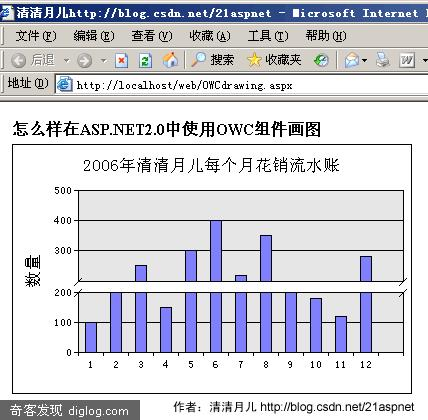 清清月儿http://blog.csdn.net/21aspnet - Microsoft Internet
文件(F) 编辑(E) 查看(V) 收藏(A) 工具(T) 帮助(H)
后退 搜索 收藏夹
地址(D) http://localhost/web/OWCdrawing.aspx
怎么样在ASP.NET2.0中使用OWC组件画图
2006年清清月儿每个月花销流水账
500
400
300
数量
200
100
0
1 2 3 4 5 6 7 8 9 10 11 12
作者：清清月儿 http://blog.csdn.net/21aspnet
奇客发现 diglog.com